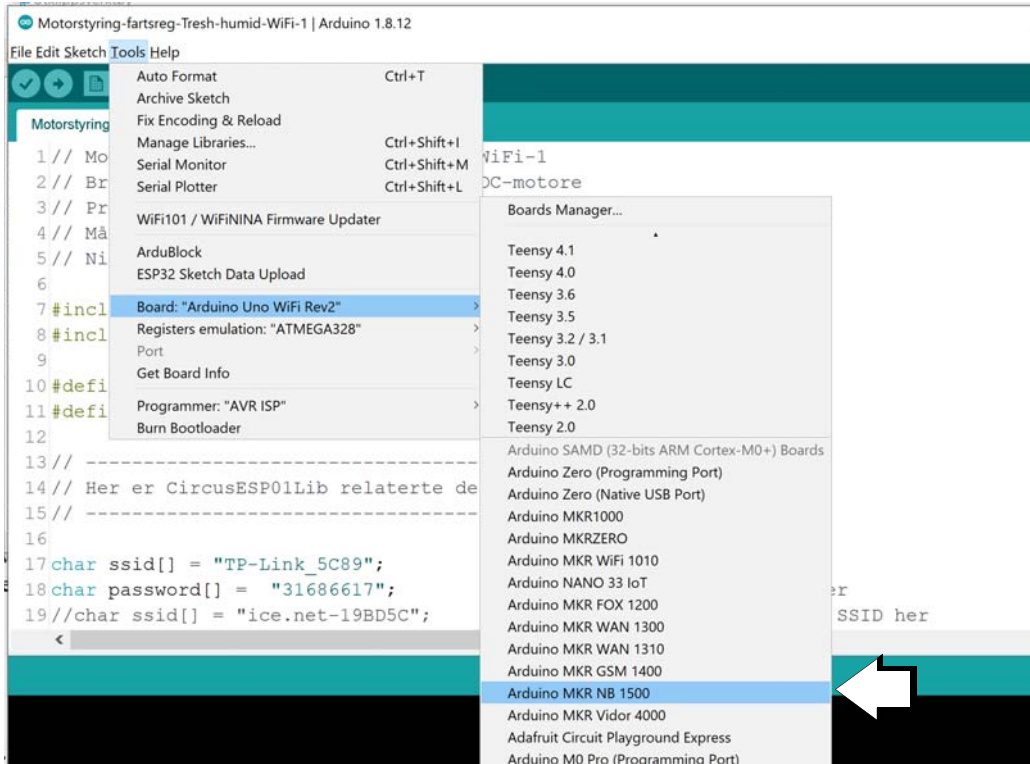 Motorstyring-fartsreg-Tresh-humid-WiFi-1 | Arduino 1.8.12
File Edit Sketch Tools Help
Auto Format Ctrl+T
Archive Sketch
Fix Encoding & Reload
Manage Libraries... Ctrl+Shift+I
Serial Monitor Ctrl+Shift+M
Serial Plotter Ctrl+Shift+L
WiFi101 / WiFiNINA Firmware Updater
ArduBlock
ESP32 Sketch Data Upload
Board: "Arduino Uno WiFi Rev2"
Registers emulation: "ATMEGA328"
Port
Get Board Info
Programmer: "AVR ISP"
Burn Bootloader
Boards Manager...
Teensy 4.1
Teensy 4.0
Teensy 3.6
Teensy 3.5
Teensy 3.2 / 3.1
Teensy 3.0
Teensy LC
Teensy++ 2.0
Teensy 2.0
Arduino SAMD (32-bits ARM Cortex-M0+) Boards
Arduino Zero (Programming Port)
Arduino Zero (Native USB Port)
Arduino MKR1000
Arduino MKRZERO
Arduino MKR WiFi 1010
Arduino NANO 33 IoT
Arduino MKR FOX 1200
Arduino MKR WAN 1300
Arduino MKR WAN 1310
Arduino MKR GSM 1400
Arduino MKR NB 1500
Arduino MKR Vidor 4000
Adafruit Circuit Playground Express
Arduino M0 Pro (Programming Port)
Motorstyring
1 // Mo WiFi-1
2 // Br DC-motore
3 // Pr
4 // Må
5 // Ni
6
7 #incl
8 #incl
9
10 #defi
11 #defi
12
13 // -----------------------------------
14 // Her er CircusESP01Lib relaterte de
15 // -----------------------------------
16
17 char ssid[] = "TP-Link_5C89";
18 char password[] = "31686617"; er
19 //char ssid[] = "ice.net-19BD5C"; SSID her